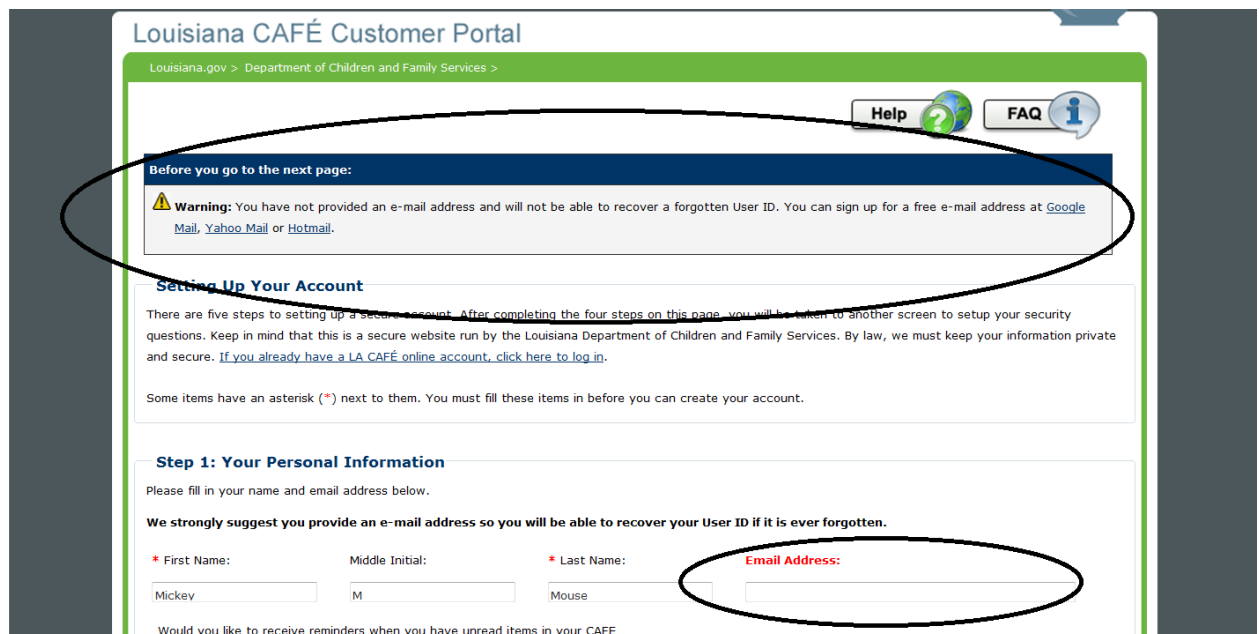 Louisiana CAFÉ Customer Portal
Louisiana.gov > Department of Children and Family Services >
Help
FAQ
Before you go to the next page:
Warning: You have not provided an e-mail address and will not be able to recover a forgotten User ID. You can sign up for a free e-mail address at Google
Mail, Yahoo Mail or Hotmail.
Setting Up Your Account
There are five steps to setting up a secure account. After completing the four steps on this page, you will be taken to another screen to setup your security
questions. Keep in mind that this is a secure website run by the Louisiana Department of Children and Family Services. By law, we must keep your information private
and secure. If you already have a LA CAFÉ online account, click here to log in.
Some items have an asterisk (*) next to them. You must fill these items in before you can create your account.
Step 1: Your Personal Information
Please fill in your name and email address below.
We strongly suggest you provide an e-mail address so you will be able to recover your User ID if it is ever forgotten.
* First Name: Middle Initial: * Last Name: Email Address:
Mickey M Mouse
Would you like to receive reminders when you have unread items in your CAFE